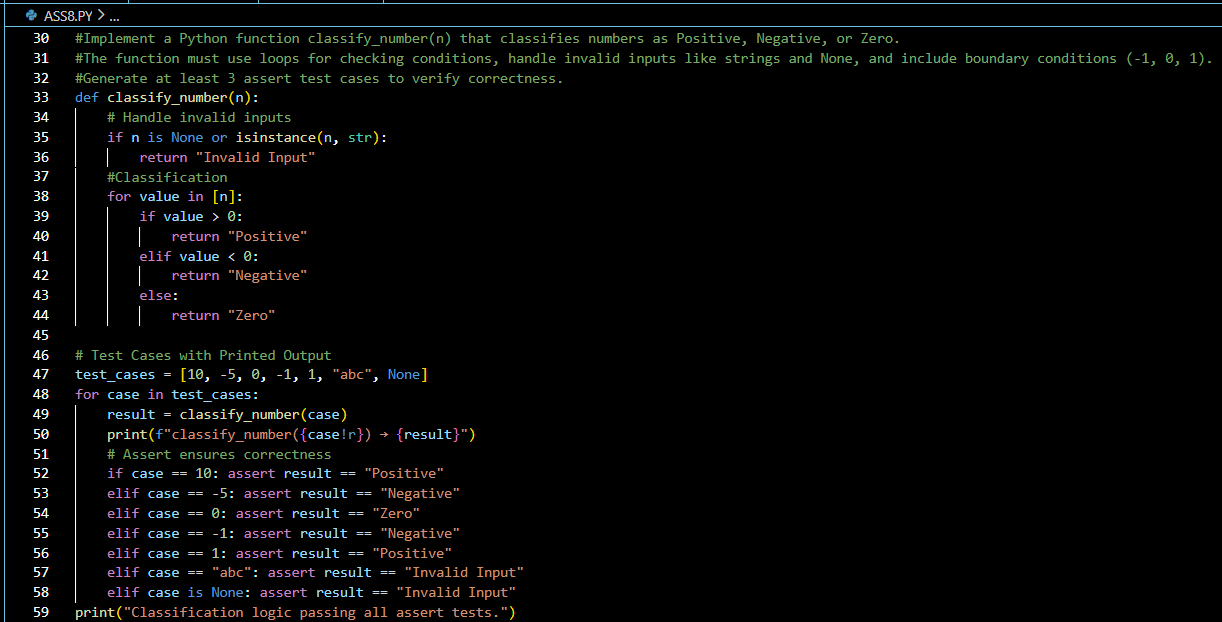 ASS8.PY > ...
30 #Implement a Python function classify_number(n) that classifies numbers as Positive, Negative, or Zero.
31 #The function must use loops for checking conditions, handle invalid inputs like strings and None, and include boundary conditions (-1, 0, 1).
32 #Generate at least 3 assert test cases to verify correctness.
33 def classify_number(n):
34     # Handle invalid inputs
35     if n is None or isinstance(n, str):
36         return "Invalid Input"
37     #Classification
38     for value in [n]:
39         if value > 0:
40             return "Positive"
41         elif value < 0:
42             return "Negative"
43         else:
44             return "Zero"
45
46 # Test Cases with Printed Output
47 test_cases = [10, -5, 0, -1, 1, "abc", None]
48 for case in test_cases:
49     result = classify_number(case)
50     print(f"classify_number({case!r}) → {result}")
51     # Assert ensures correctness
52     if case == 10: assert result == "Positive"
53     elif case == -5: assert result == "Negative"
54     elif case == 0: assert result == "Zero"
55     elif case == -1: assert result == "Negative"
56     elif case == 1: assert result == "Positive"
57     elif case == "abc": assert result == "Invalid Input"
58     elif case is None: assert result == "Invalid Input"
59 print("Classification logic passing all assert tests.")